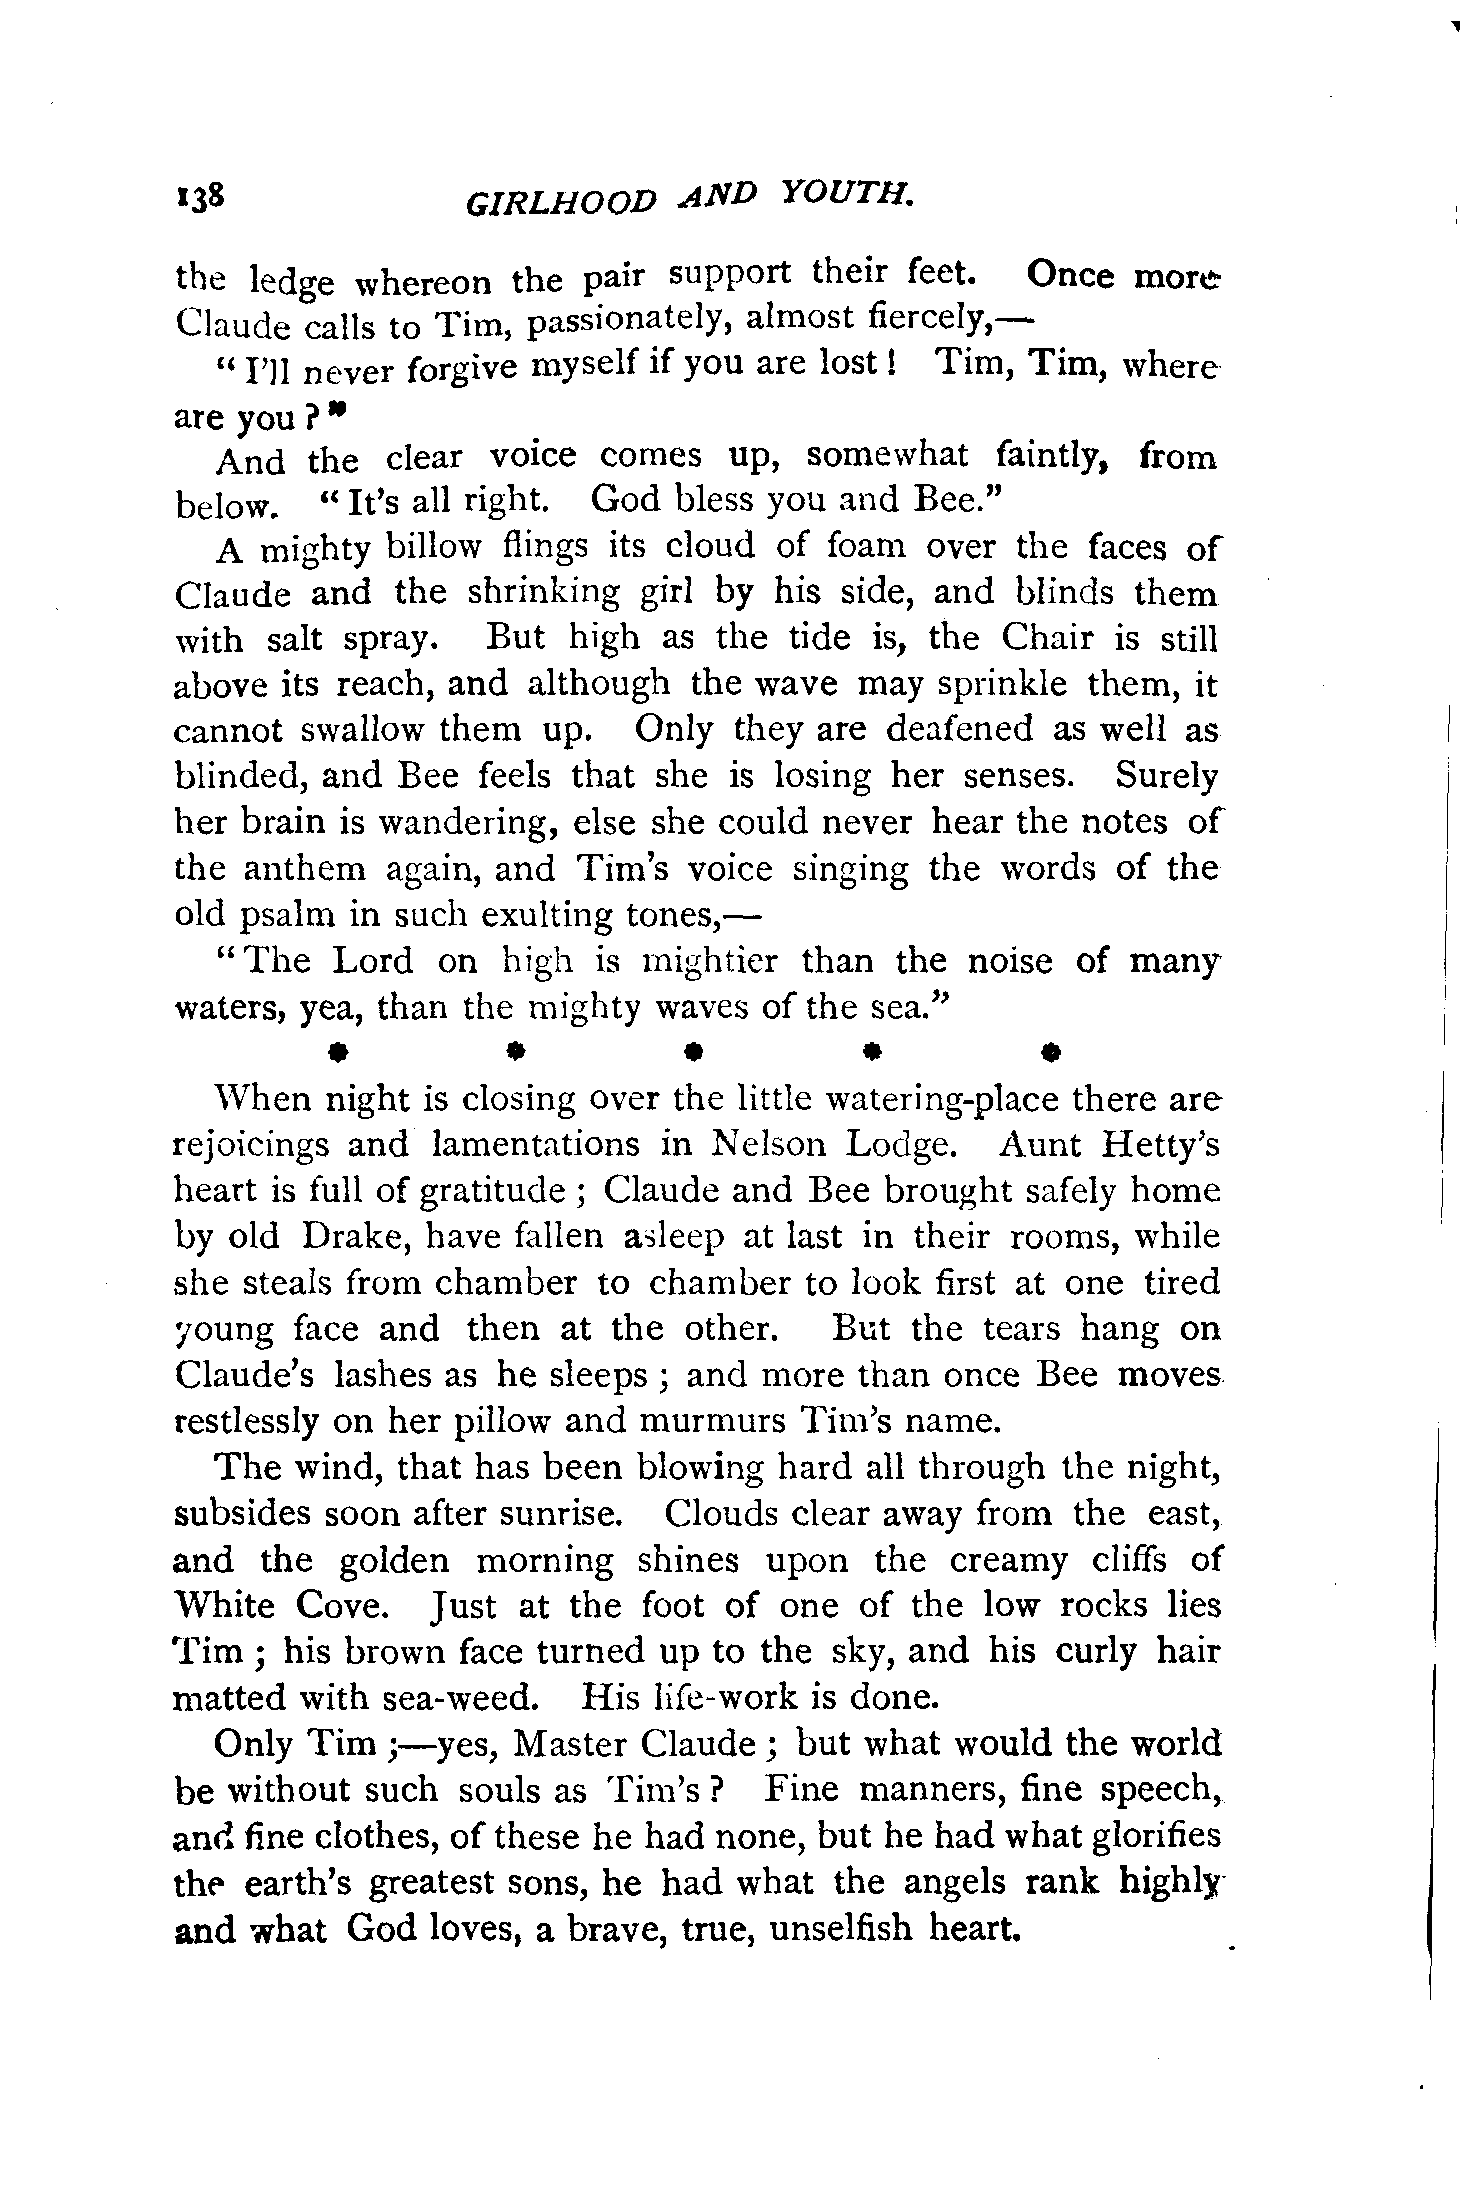 138 GIRLHOOD AND YOUTH.
the ledge whereon the pair support their feet. Once more
Claude calls to Tim, passionately, almost fiercely,—
“ I'll never forgive myself if you are lost ! Tim, Tim, where
are you ? ”
And the clear voice comes up, somewhat faintly, from
below. “ It's all right. God bless you and Bee.”
A mighty billow flings its cloud of foam over the faces of
Claude and the shrinking girl by his side, and blinds them
with salt spray. But high as the tide is, the Chair is still
above its reach, and although the wave may sprinkle them, it
cannot swallow them up. Only they are deafened as well as
blinded, and Bee feels that she is losing her senses. Surely
her brain is wandering, else she could never hear the notes of
the anthem again, and Tim's voice singing the words of the
old psalm in such exulting tones,—
“ The Lord on high is mightier than the noise of many
waters, yea, than the mighty waves of the sea.”
* * * * *
When night is closing over the little watering-place there are
rejoicings and lamentations in Nelson Lodge. Aunt Hetty's
heart is full of gratitude ; Claude and Bee brought safely home
by old Drake, have fallen asleep at last in their rooms, while
she steals from chamber to chamber to look first at one tired
young face and then at the other. But the tears hang on
Claude's lashes as he sleeps ; and more than once Bee moves
restlessly on her pillow and murmurs Tim's name.
The wind, that has been blowing hard all through the night,
subsides soon after sunrise. Clouds clear away from the east,
and the golden morning shines upon the creamy cliffs of
White Cove. Just at the foot of one of the low rocks lies
Tim ; his brown face turned up to the sky, and his curly hair
matted with sea-weed. His life-work is done.
Only Tim ;—yes, Master Claude ; but what would the world
be without such souls as Tim's ? Fine manners, fine speech,
and fine clothes, of these he had none, but he had what glorifies
the earth's greatest sons, he had what the angels rank highly
and what God loves, a brave, true, unselfish heart.